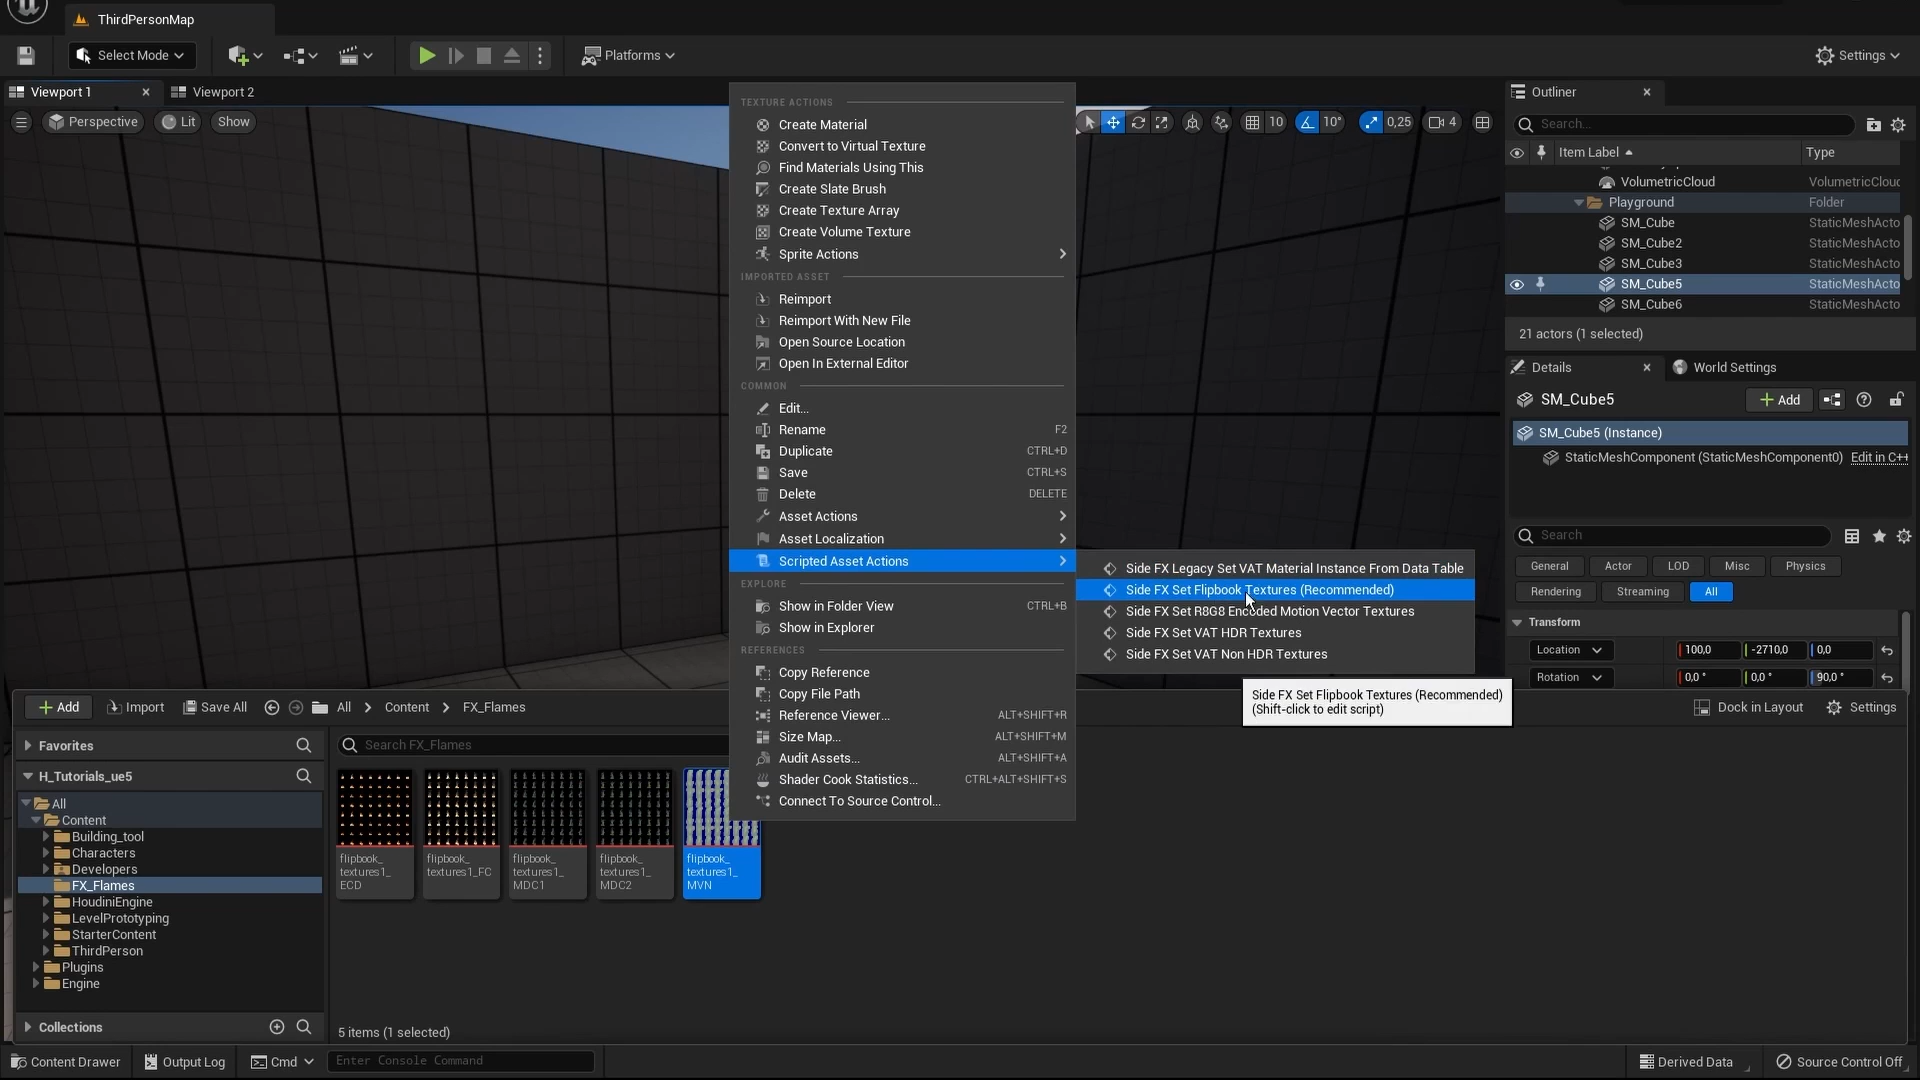 ThirdPersonMap
Select Mode
Platforms
Settings
Viewport 1
Viewport 2
Perspective
Lit
Show
10
10°
0,25
4
TEXTURE ACTIONS
Create Material
Convert to Virtual Texture
Find Materials Using This
Create Slate Brush
Create Texture Array
Create Volume Texture
Sprite Actions
IMPORTED ASSET
Reimport
Reimport With New File
Open Source Location
Open In External Editor
COMMON
Edit...
Rename F2
Duplicate CTRL+D
Save CTRL+S
Delete DELETE
Asset Actions
Asset Localization
Scripted Asset Actions
EXPLORE
Show in Folder View CTRL+B
Show in Explorer
REFERENCES
Copy Reference
Copy File Path
Reference Viewer... ALT+SHIFT+R
Size Map... ALT+SHIFT+M
Audit Assets... ALT+SHIFT+A
Shader Cook Statistics... CTRL+ALT+SHIFT+S
Connect To Source Control...
Side FX Legacy Set VAT Material Instance From Data Table
Side FX Set Flipbook Textures (Recommended)
Side FX Set R8G8 Encoded Motion Vector Textures
Side FX Set VAT HDR Textures
Side FX Set VAT Non HDR Textures
Side FX Set Flipbook Textures (Recommended)
(Shift-click to edit script)
Outliner
Search...
Item Label Type
VolumetricCloud VolumetricCloud
Playground Folder
SM_Cube StaticMeshActo
SM_Cube2 StaticMeshActo
SM_Cube3 StaticMeshActo
SM_Cube5 StaticMeshActo
SM_Cube6 StaticMeshActo
21 actors (1 selected)
Details
World Settings
SM_Cube5
Add
SM_Cube5 (Instance)
StaticMeshComponent (StaticMeshComponent0) Edit in C++
Search
General Actor LOD Misc Physics
Rendering Streaming All
Transform
Location 100,0 -2710,0 0,0
Rotation 0,0 ° 0,0 ° 90,0 °
Add Import Save All All Content FX_Flames
Dock in Layout Settings
Favorites
H_Tutorials_ue5
All
Content
Building_tool
Characters
Developers
FX_Flames
HoudiniEngine
LevelPrototyping
StarterContent
ThirdPerson
Plugins
Engine
Collections
Search FX_Flames
flipbook_
textures1_
ECD
flipbook_
textures1_FC
flipbook_
textures1_
MDC1
flipbook_
textures1_
MDC2
flipbook_
textures1_
MVN
5 items (1 selected)
Content Drawer Output Log Cmd Enter Console Command
Derived Data Source Control Off